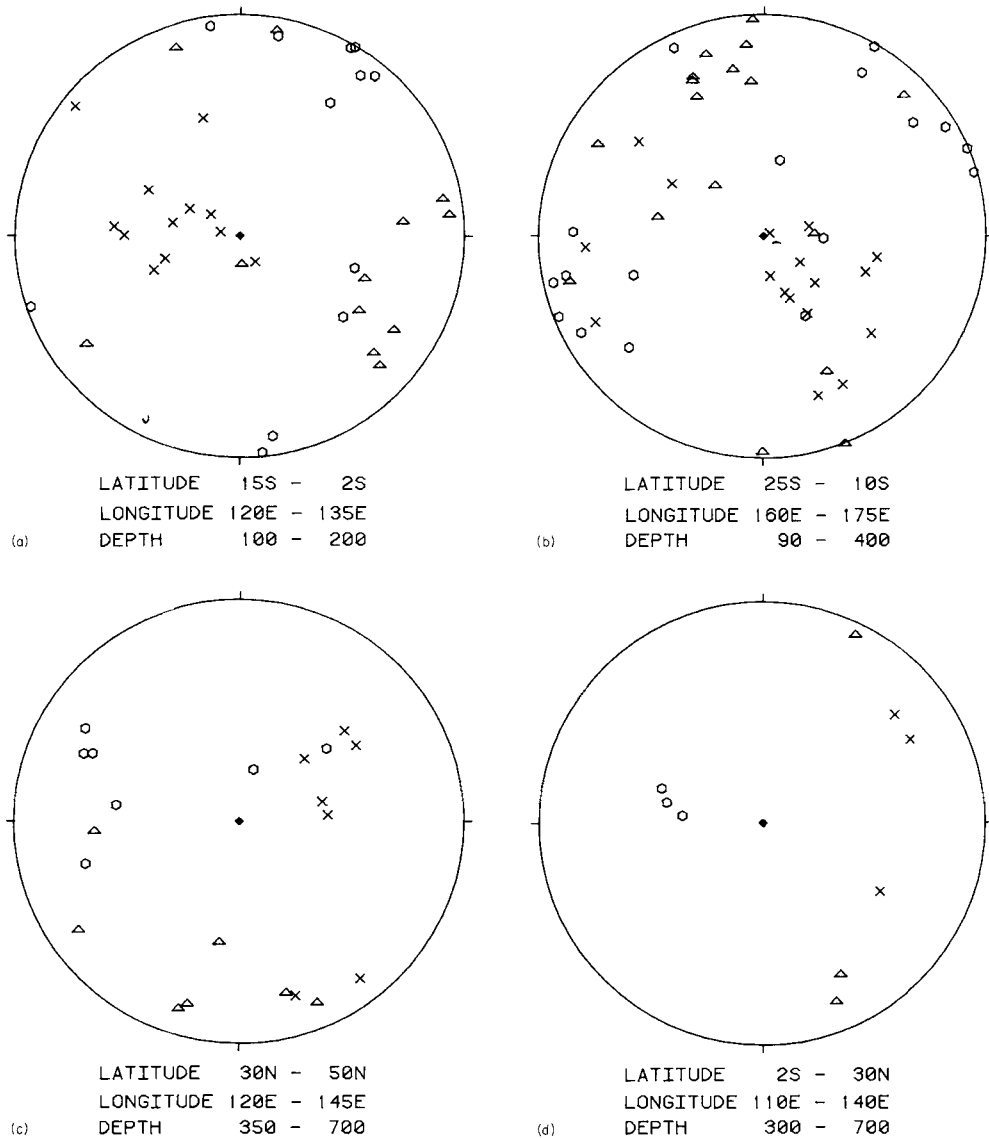 LATITUDE 15S - 2S
LONGITUDE 120E - 135E
(a) DEPTH 100 - 200
LATITUDE 25S - 10S
LONGITUDE 160E - 175E
(b) DEPTH 90 - 400
LATITUDE 30N - 50N
LONGITUDE 120E - 145E
(c) DEPTH 350 - 700
LATITUDE 2S - 30N
LONGITUDE 110E - 140E
(d) DEPTH 300 - 700